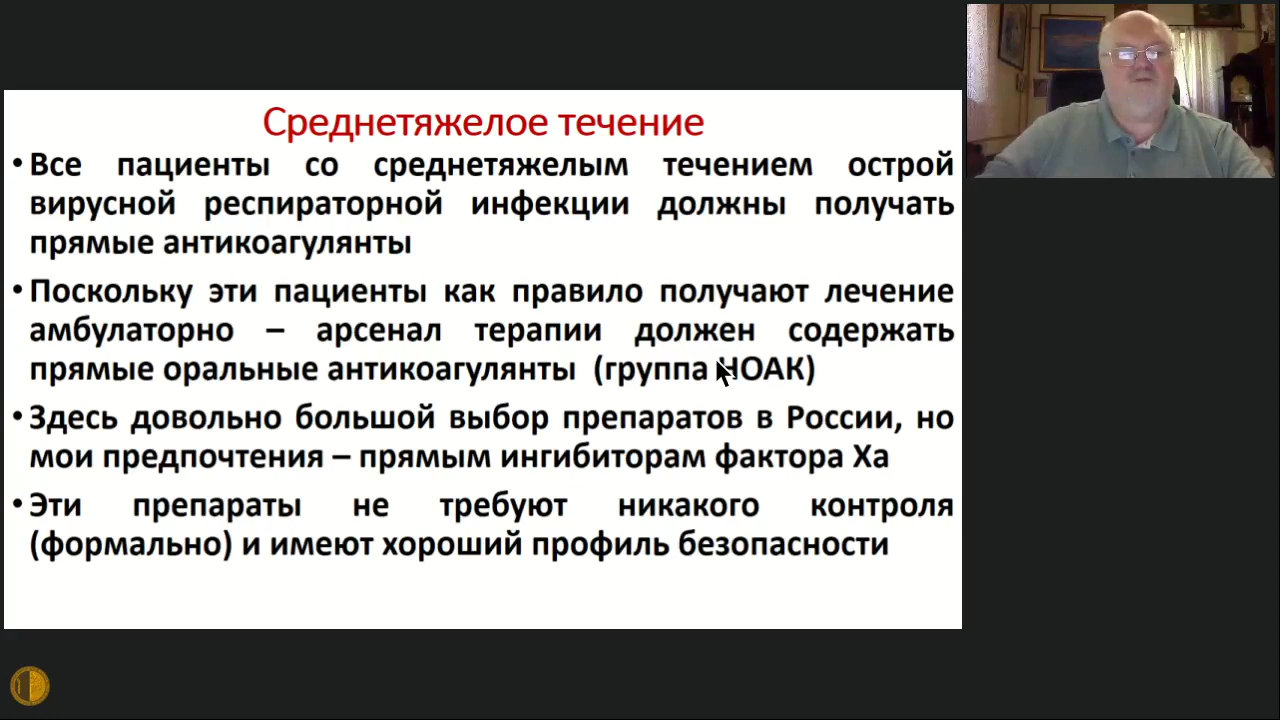 Среднетяжелое течение
• Все пациенты со среднетяжелым течением острой
вирусной респираторной инфекции должны получать
прямые антикоагулянты
• Поскольку эти пациенты как правило получают лечение
амбулаторно – арсенал терапии должен содержать
прямые оральные антикоагулянты (группа НОАК)
• Здесь довольно большой выбор препаратов в России, но
мои предпочтения – прямым ингибиторам фактора Ха
• Эти препараты не требуют никакого контроля
(формально) и имеют хороший профиль безопасности